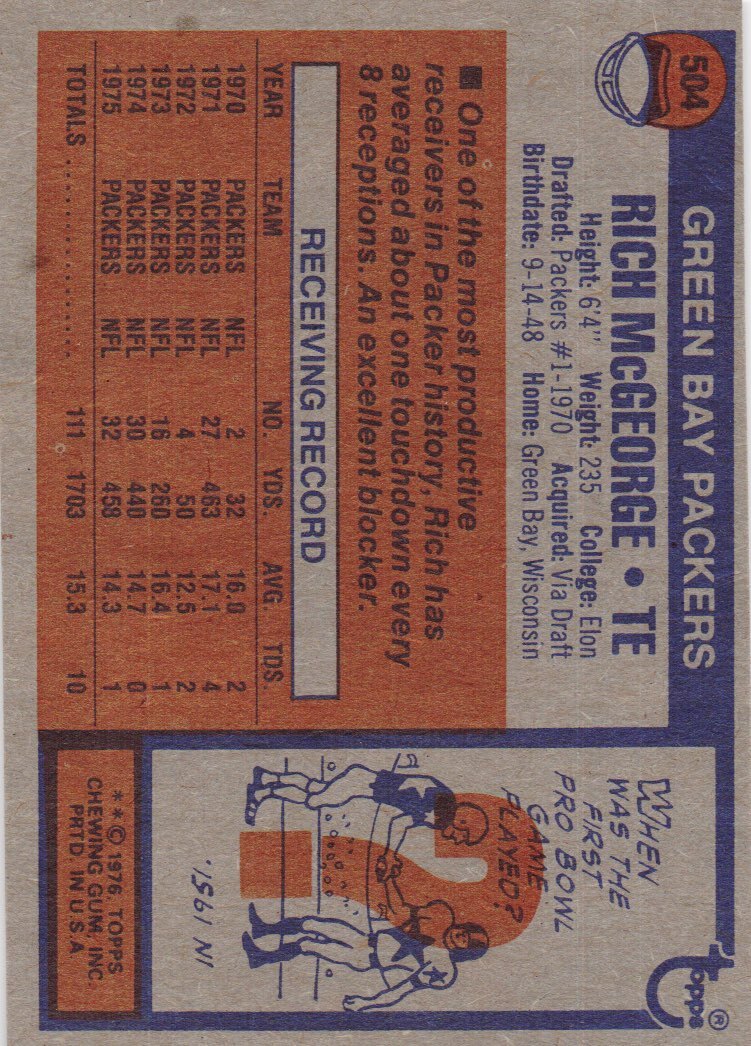 504
GREEN BAY PACKERS
RICH McGEORGE • TE
Height: 6'4" Weight: 235 College: Elon
Drafted: Packers #1-1970 Acquired: Via Draft
Birthdate: 9-14-48 Home: Green Bay, Wisconsin
■ One of the most productive
receivers in Packer history, Rich has
averaged about one touchdown every
8 receptions. An excellent blocker.
RECEIVING RECORD
YEAR TEAM NO. YDS. AVG. TDS.
1970 PACKERS NFL 2 32 16.0 2
1971 PACKERS NFL 27 463 17.1 4
1972 PACKERS NFL 4 50 12.5 2
1973 PACKERS NFL 16 260 16.4 1
1974 PACKERS NFL 30 440 14.7 0
1975 PACKERS NFL 32 458 14.3 1
TOTALS .................. 111 1703 15.3 10
topps®
WHEN
WAS THE
FIRST
PRO BOWL
GAME
PLAYED?
?
IN 1951.
**© 1976, TOPPS
CHEWING GUM, INC.
PRTD. IN U.S.A.